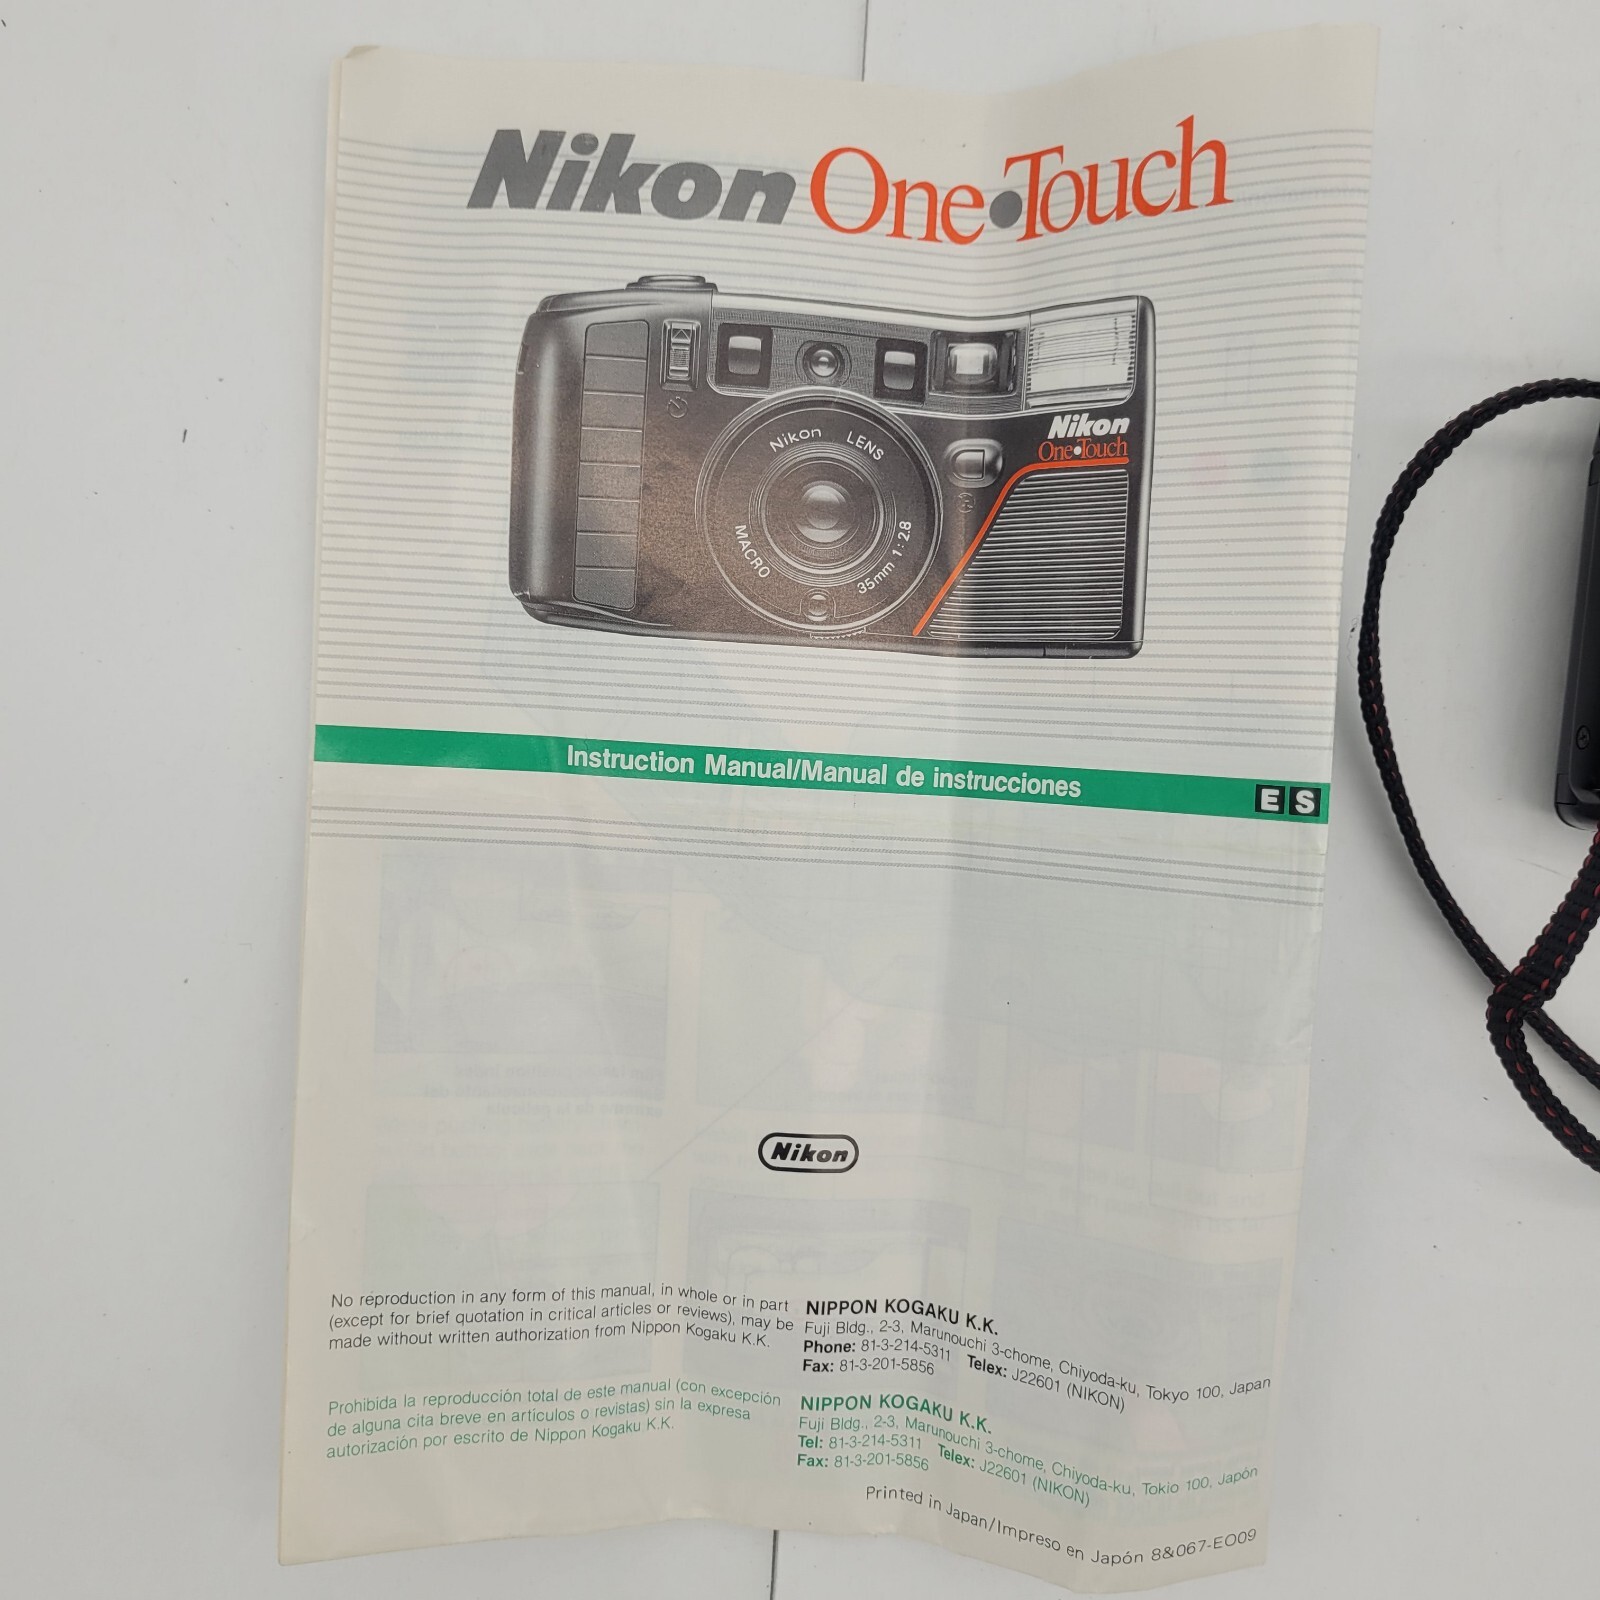 Nikon One•Touch
Nikon LENS
MACRO
35mm 1:2.8
Nikon
One•Touch
Instruction Manual/Manual de instrucciones
E S
Nikon
No reproduction in any form of this manual, in whole or in part
(except for brief quotation in critical articles or reviews), may be
made without written authorization from Nippon Kogaku K.K.
Prohibida la reproducción total de este manual (con excepción
de alguna cita breve en artículos o revistas) sin la expresa
autorización por escrito de Nippon Kogaku K.K.
NIPPON KOGAKU K.K.
Fuji Bldg., 2-3, Marunouchi 3-chome, Chiyoda-ku, Tokyo 100, Japan
Phone: 81-3-214-5311 Telex: J22601 (NIKON)
Fax: 81-3-201-5856
NIPPON KOGAKU K.K.
Fuji Bldg., 2-3, Marunouchi 3-chome, Chiyoda-ku, Tokio 100, Japón
Tel: 81-3-214-5311 Telex: J22601 (NIKON)
Fax: 81-3-201-5856
Printed in Japan/Impreso en Japón 8&067-EO09